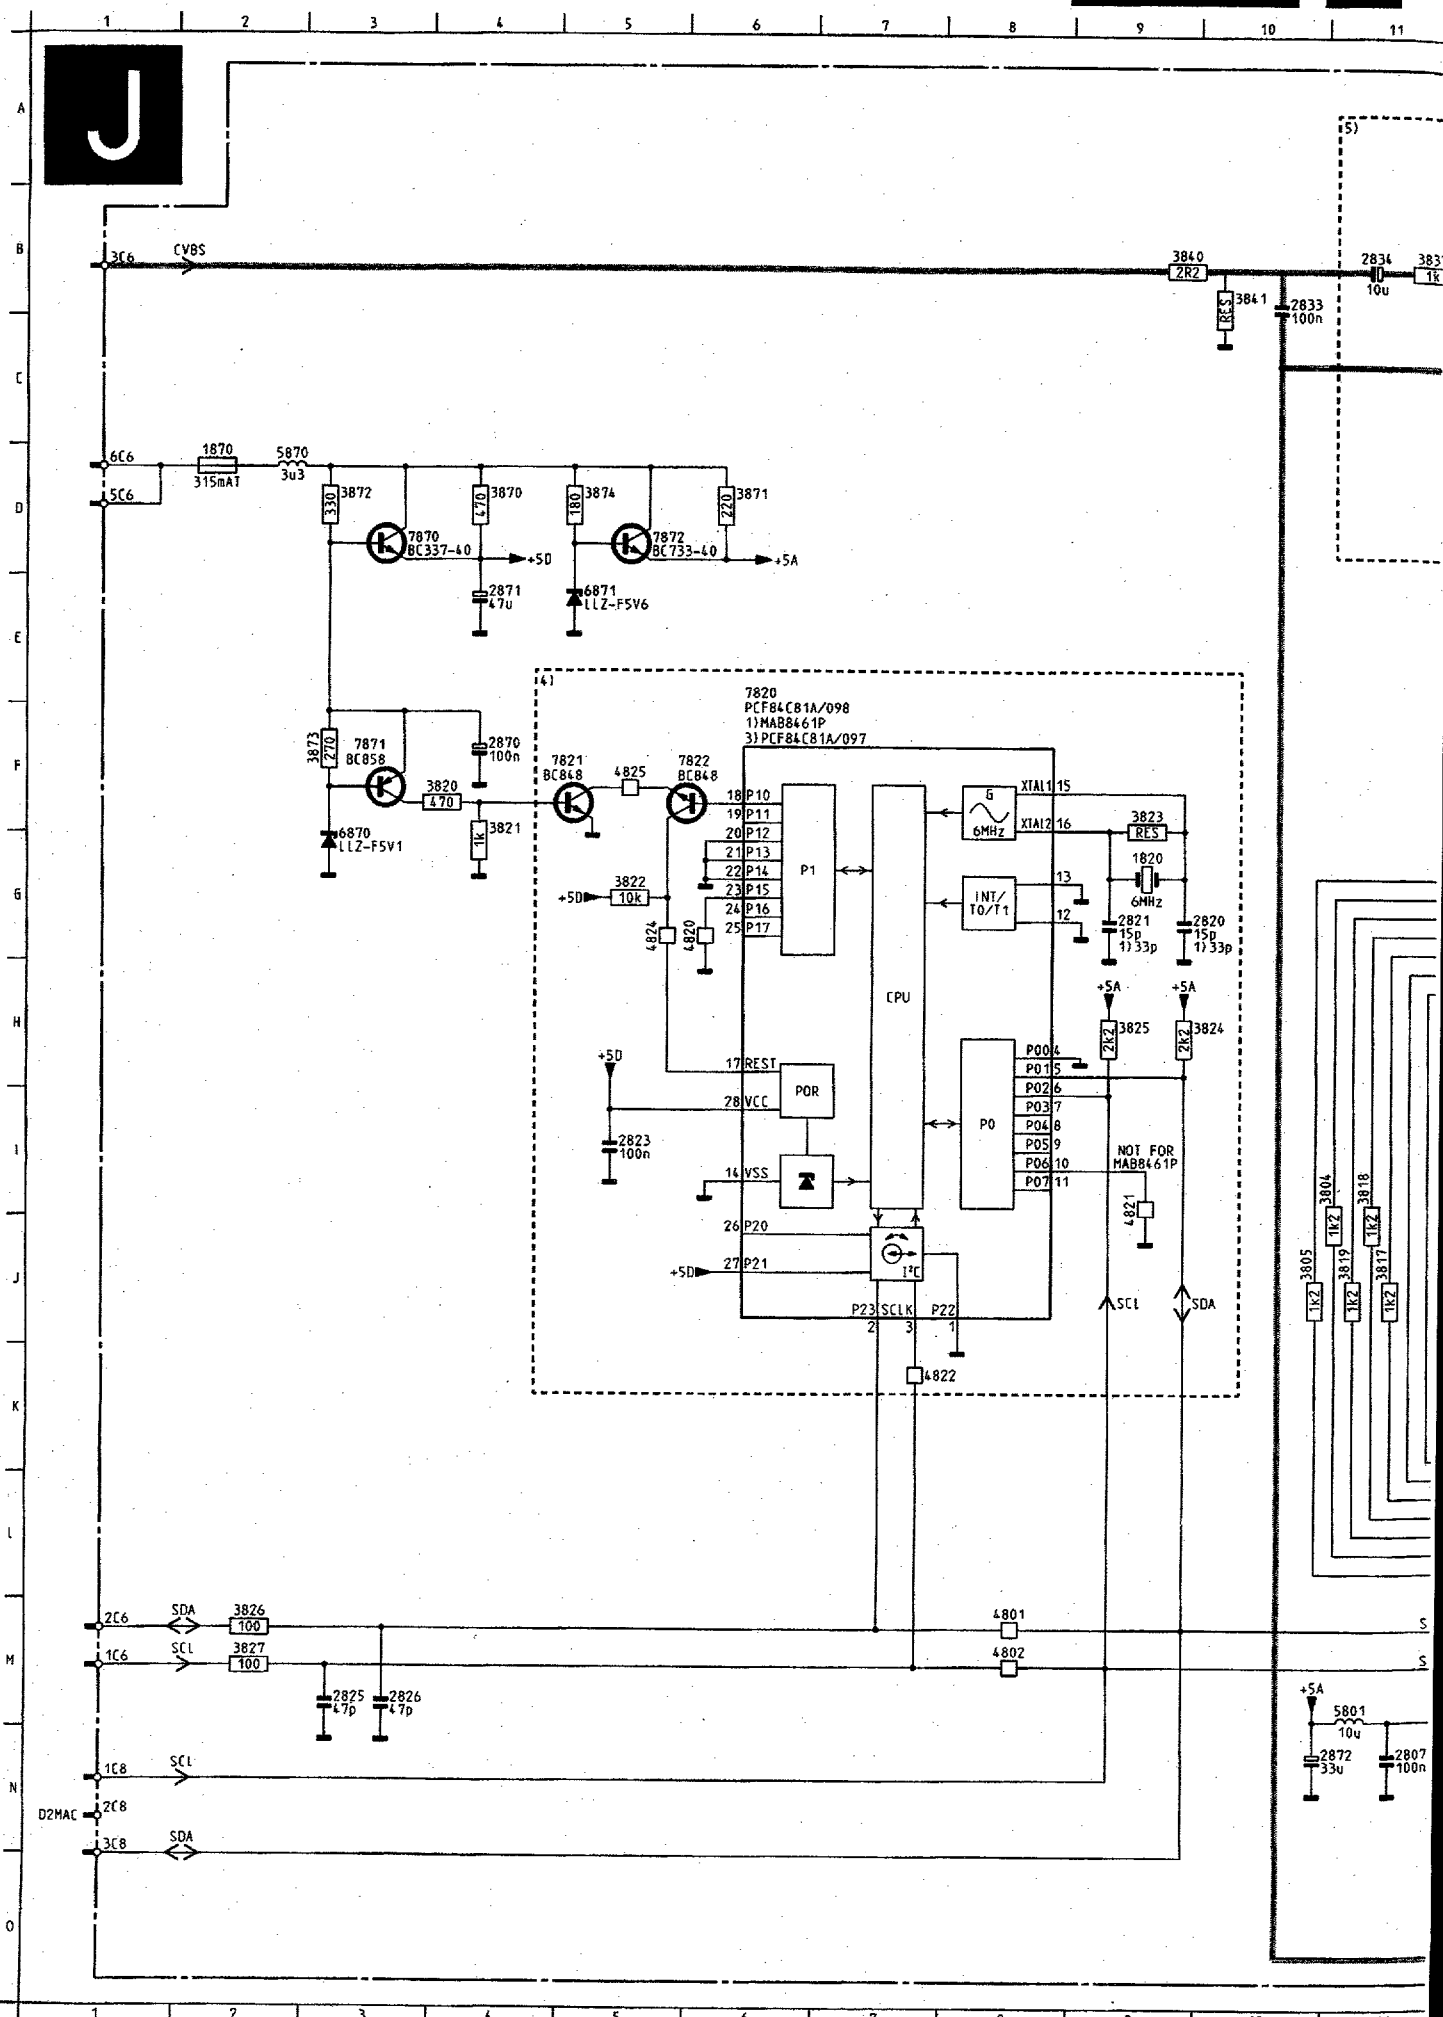 1 2 3 4 5 6 7 8 9 10 11
A
J
5)
B
3C6 CVBS
3840
2R2
3841
RES
2833
100n
2834
10u
1k
C
6C6
5C6
1870
315mAT
5870
3u3
D
3872
330
7870
BC337-40
3870
470
+5D
3874
180
7872
BC733-40
3871
220
+5A
2871
47u
6871
LLZ-F5V6
E
4)
7820
PCF84C81A/098
1)MAB8461P
3)PCF84C81A/097
F
3873
270
7871
BC858
2870
100n
3820
470
3821
1k
6870
LLZ-F5V1
7821
BC848
4825
7822
BC848
18 P10
19 P11
20 P12
21 P13
22 P14
23 P15
24 P16
25 P17
P1
G
6MHz
XTAL1 15
XTAL2 16
3823
RES
1820
6MHz
G
+5D
3822
10k
4824
4820
INT/
T0/T1
13
12
2821
15p
1)33p
2820
15p
1)33p
CPU
H
+5A
+5A
3825
2k2
3824
2k2
+5D
17 REST
28 VCC
POR
P00 4
P01 5
P02 6
P03 7
P04 8
P05 9
P06 10
P07 11
P0
I
2823
100n
14 VSS
NOT FOR
MAB8461P
4821
3804
1k2
3818
1k2
J
26 P20
+5D 27 P21
I²C
P23 SCLK P22
2 3 1
SCL
SDA
3805
1k2
3819
1k2
3817
1k2
K
4822
L
2C6 SDA 3826
100
4801
S
M
1C6 SCL 3827
100
4802
S
2825
47p
2826
47p
+5A
5801
10u
2872
33u
2807
100n
N
1C8 SCL
D2MAC 2C8
3C8 SDA
O
1 2 3 4 5 6 7 8 9